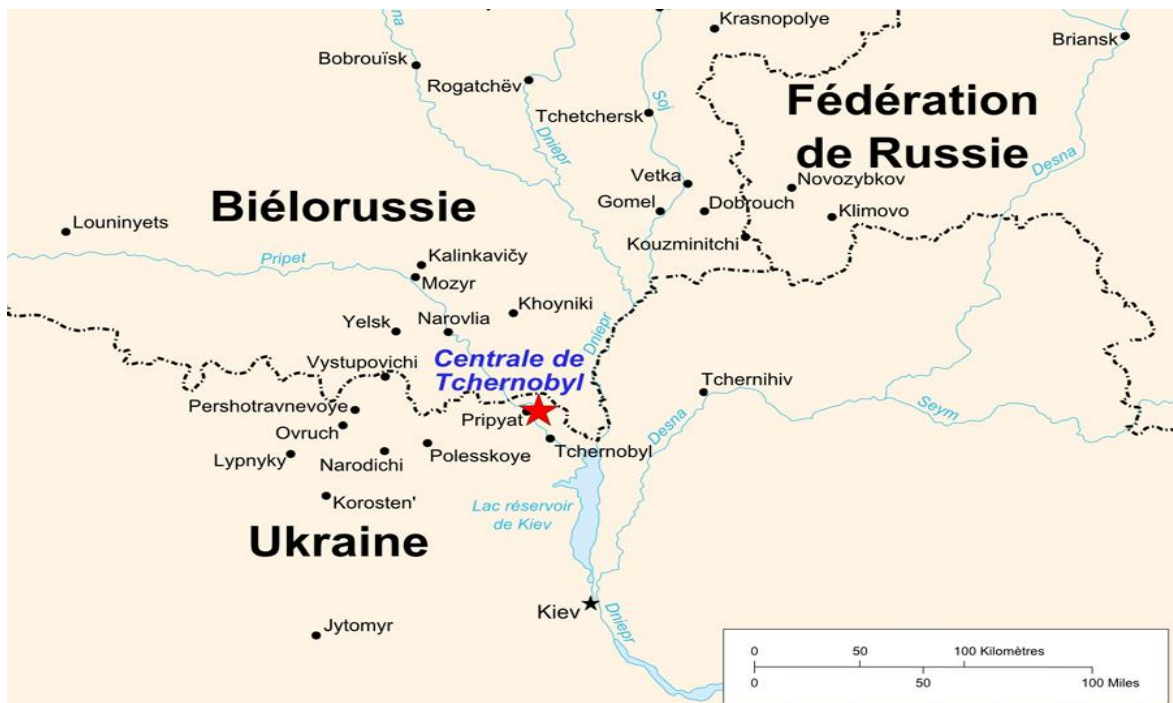 na
Krasnopolye
Briansk
Bobrouïsk
Rogatchëv
Soj
Tchetchersk
Dniepr
Fédération
de Russie
Desna
Vetka
Novozybkov
Biélorussie
Gomel
Dobrouch
Klimovo
Louninyets
Kouzminitchi
Pripet
Kalinkavičy
Mozyr
Khoyniki
Yelsk
Narovlia
Dniepr
Centrale de
Tchernobyl
Vystupovichi
Tchernihiv
Pershotravnevoye
Pripyat
Seym
Desna
Ovruch
Lypnyky
Narodichi
Polesskoye
Tchernobyl
Korosten'
Lac réservoir
de Kiev
Ukraine
Kiev
Dniepr
Jytomyr
0 50 100 Kilomètres
0 50 100 Miles